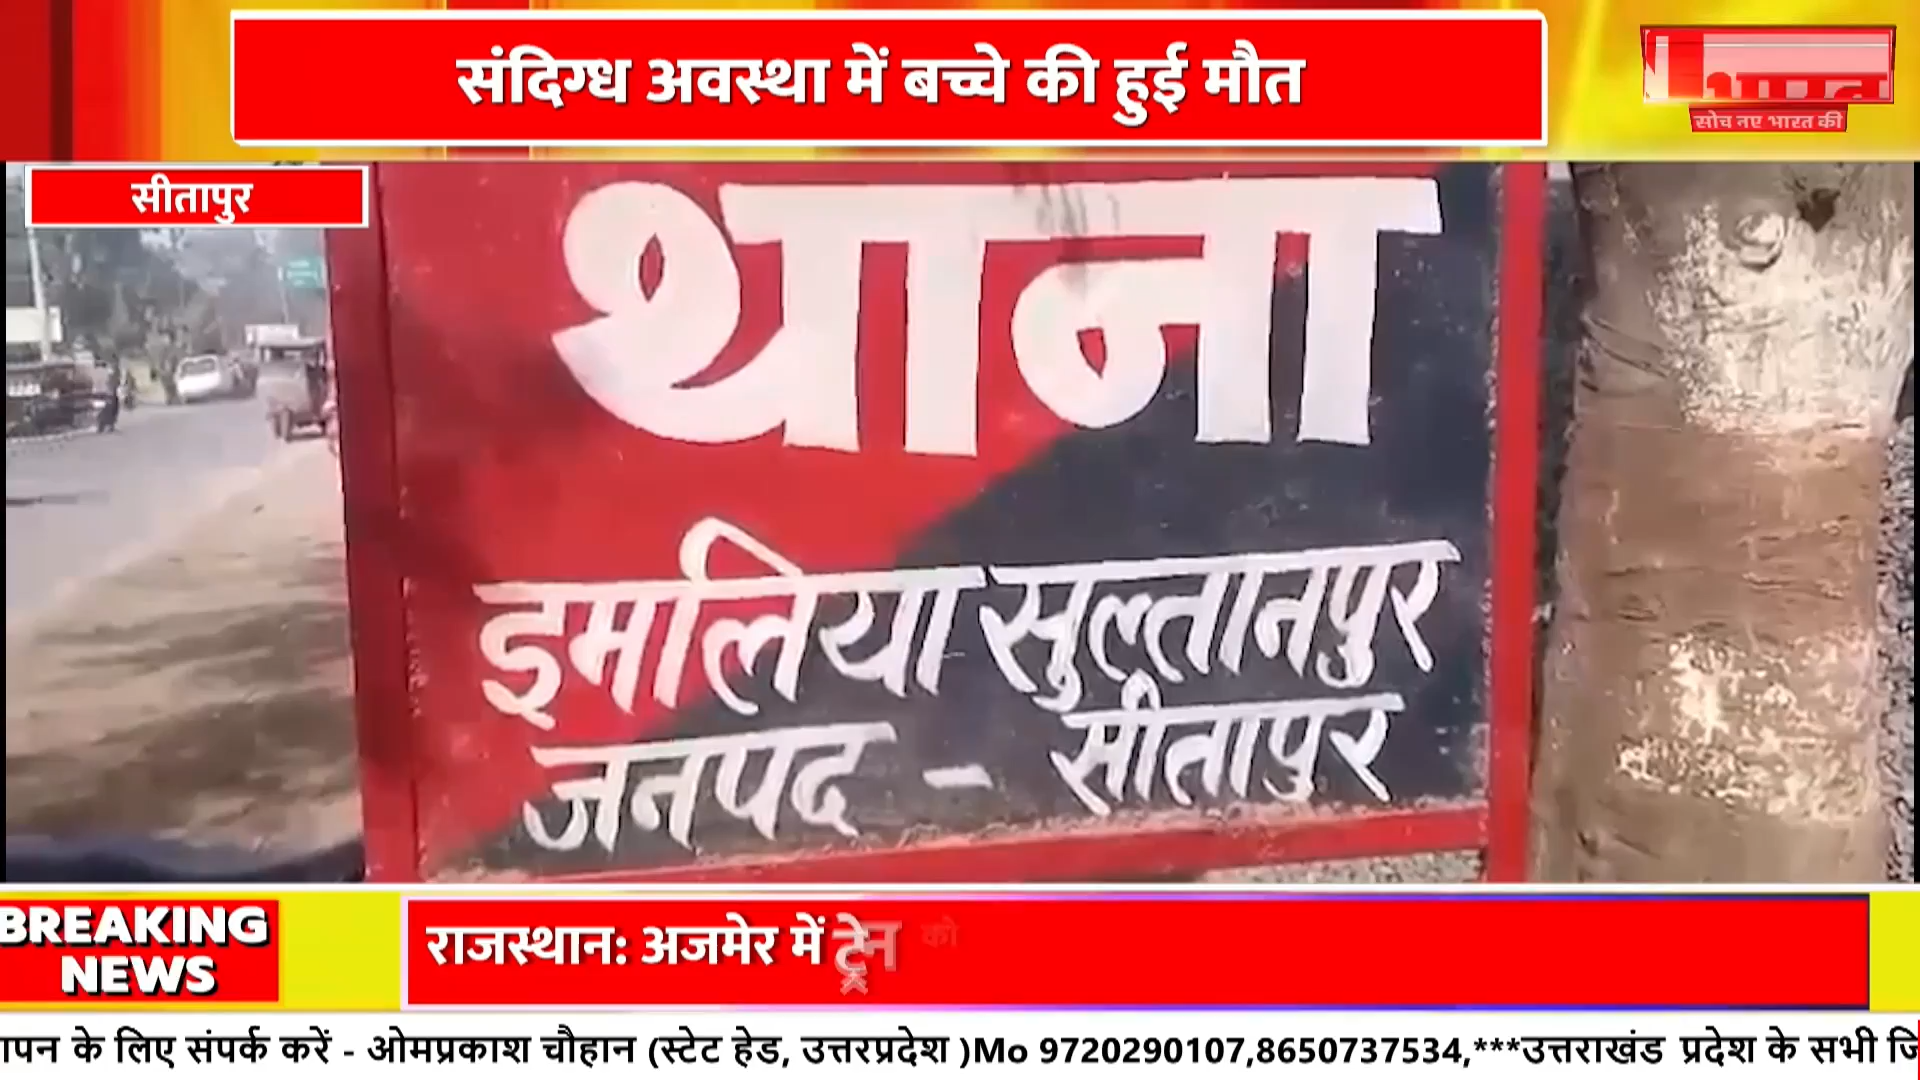 संदिग्ध अवस्था में बच्चे की हुई मौत
सोच नए भारत की
सीतापुर
थाना
इमलिया सुल्तानपुर
जनपद - सीतापुर
BREAKING
NEWS
राजस्थान: अजमेर में ट्रेन को
ापन के लिए संपर्क करें - ओमप्रकाश चौहान (स्टेट हेड, उत्तरप्रदेश )Mo 9720290107,8650737534,***उत्तराखंड प्रदेश के सभी जि